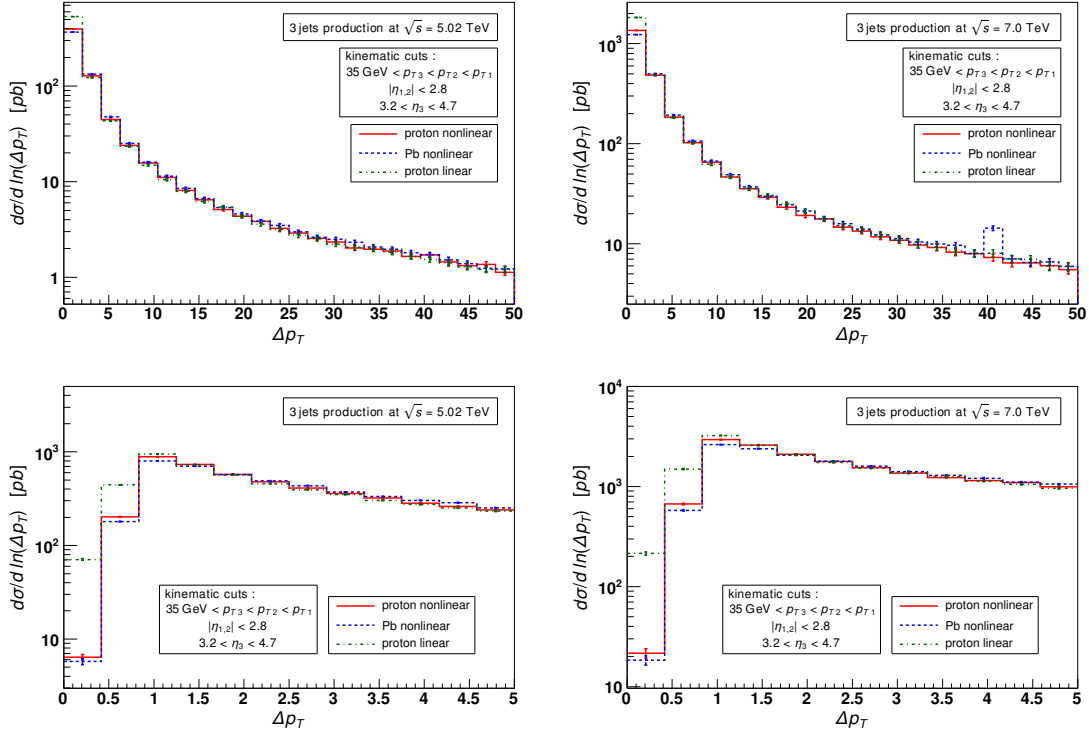 3 jets production at √s = 5.02 TeV
kinematic cuts :
35 GeV < p_T3 < p_T2 < p_T1
|η_1,2| < 2.8
3.2 < η_3 < 4.7
proton nonlinear
Pb nonlinear
proton linear
dσ/d ln(Δp_T) [pb]
10²
10
1
0 5 10 15 20 25 30 35 40 45 50
Δp_T
3 jets production at √s = 7.0 TeV
kinematic cuts :
35 GeV < p_T3 < p_T2 < p_T1
|η_1,2| < 2.8
3.2 < η_3 < 4.7
proton nonlinear
Pb nonlinear
proton linear
dσ/d ln(Δp_T) [pb]
10³
10²
10
0 5 10 15 20 25 30 35 40 45 50
Δp_T
3 jets production at √s = 5.02 TeV
dσ/d ln(Δp_T) [pb]
10³
10²
10
kinematic cuts :
35 GeV < p_T3 < p_T2 < p_T1
|η_1,2| < 2.8
3.2 < η_3 < 4.7
proton nonlinear
Pb nonlinear
proton linear
0 0.5 1 1.5 2 2.5 3 3.5 4 4.5 5
Δp_T
3 jets production at √s = 7.0 TeV
dσ/d ln(Δp_T) [pb]
10⁴
10³
10²
10
kinematic cuts :
35 GeV < p_T3 < p_T2 < p_T1
|η_1,2| < 2.8
3.2 < η_3 < 4.7
proton nonlinear
Pb nonlinear
proton linear
0 0.5 1 1.5 2 2.5 3 3.5 4 4.5 5
Δp_T